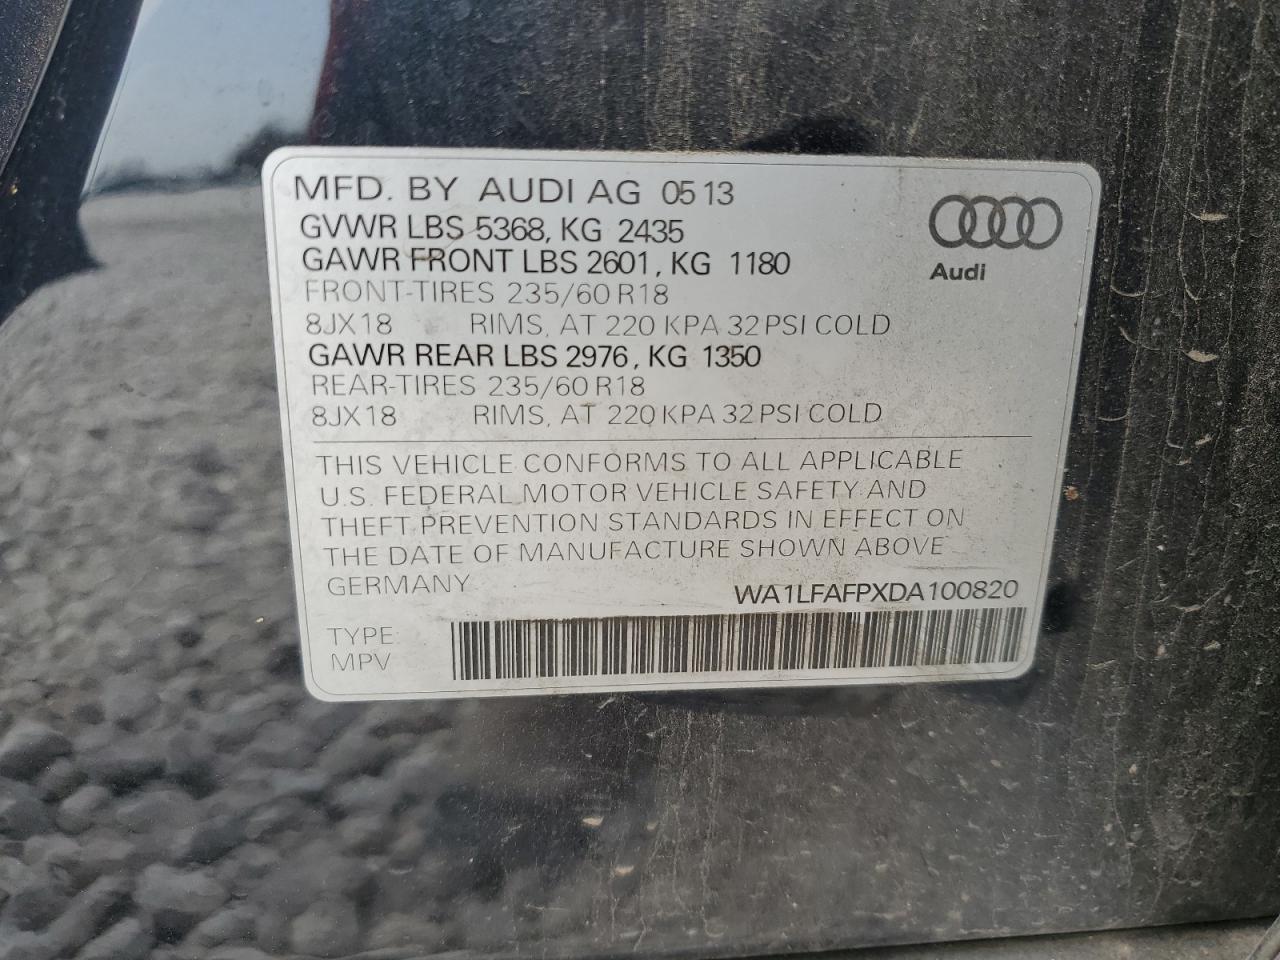 MFD. BY AUDI AG 0513
GVWR LBS 5368, KG 2435
GAWR FRONT LBS 2601, KG 1180
FRONT-TIRES 235/60 R18
8JX18 RIMS, AT 220 KPA 32 PSI COLD
GAWR REAR LBS 2976, KG 1350
REAR-TIRES 235/60 R18
8JX18 RIMS, AT 220 KPA 32 PSI COLD
Audi
THIS VEHICLE CONFORMS TO ALL APPLICABLE
U.S. FEDERAL MOTOR VEHICLE SAFETY AND
THEFT PREVENTION STANDARDS IN EFFECT ON
THE DATE OF MANUFACTURE SHOWN ABOVE
GERMANY WA1LFAFPXDA100820
TYPE:
MPV